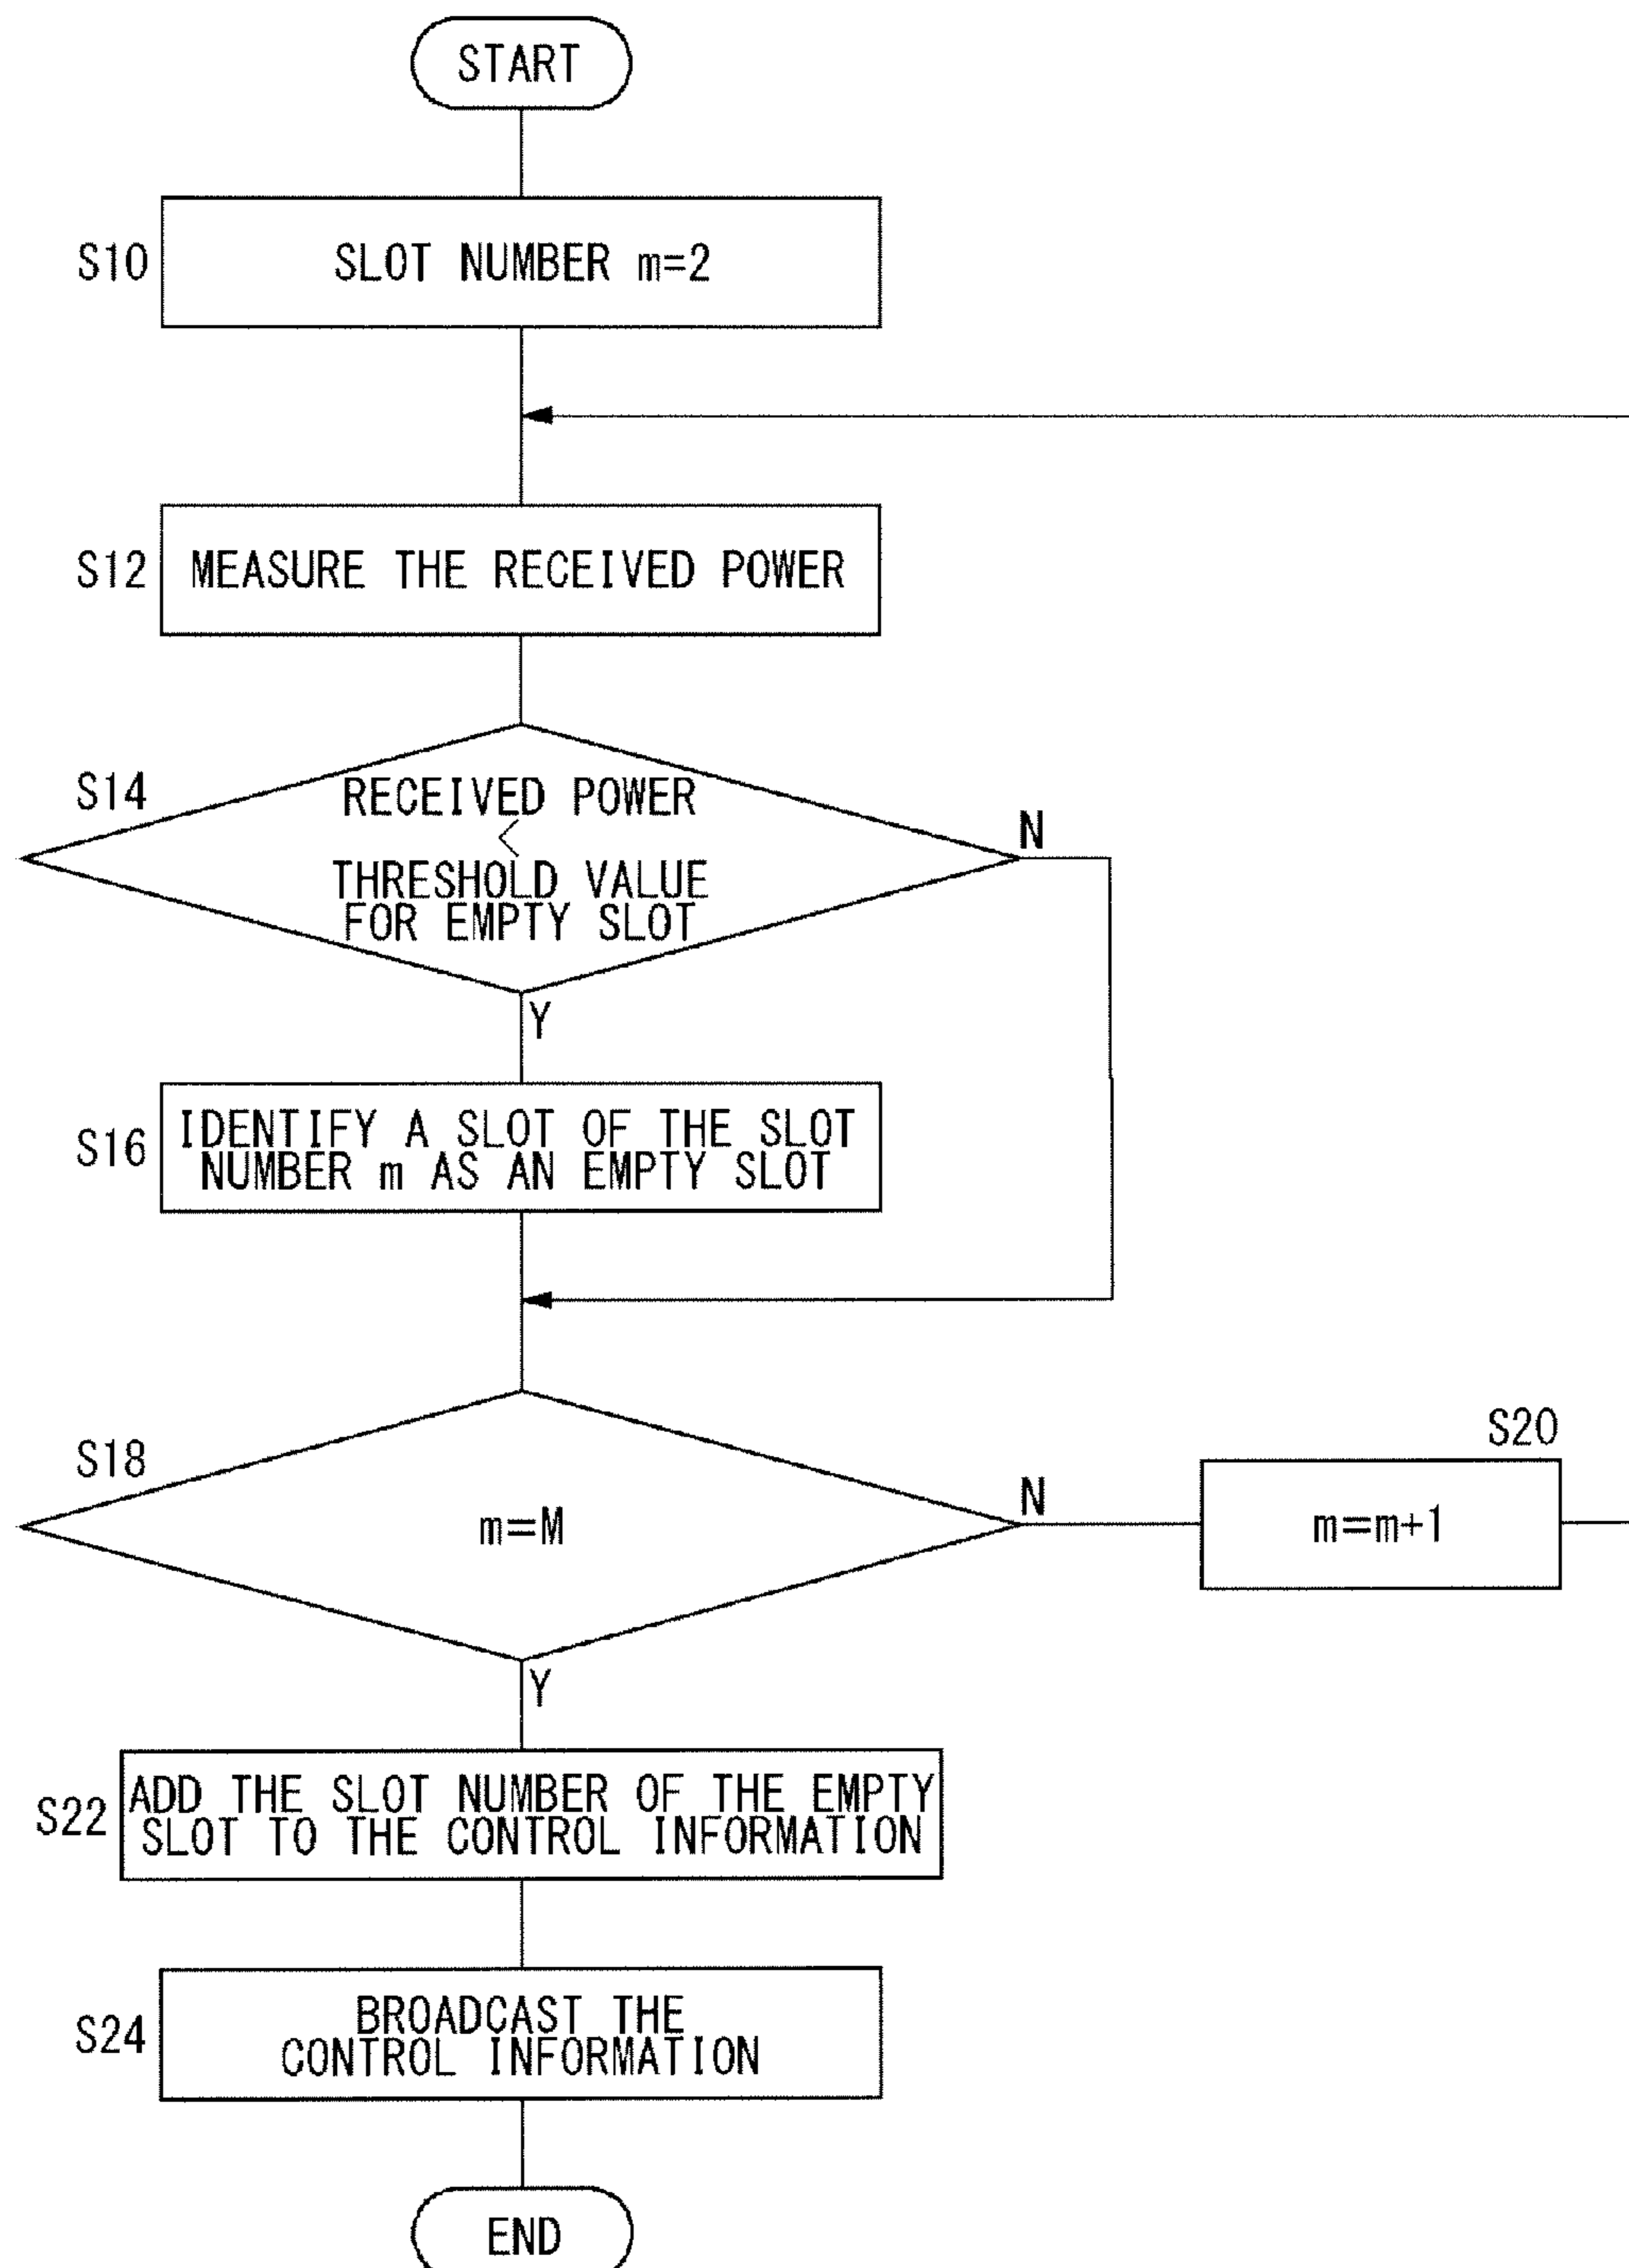 START
S10
SLOT NUMBER m=2
S12
MEASURE THE RECEIVED POWER
S14
RECEIVED POWER
<
THRESHOLD VALUE
FOR EMPTY SLOT
N
Y
S16
IDENTIFY A SLOT OF THE SLOT
NUMBER m AS AN EMPTY SLOT
S18
m=M
N
S20
m=m+1
Y
S22
ADD THE SLOT NUMBER OF THE EMPTY
SLOT TO THE CONTROL INFORMATION
S24
BROADCAST THE
CONTROL INFORMATION
END